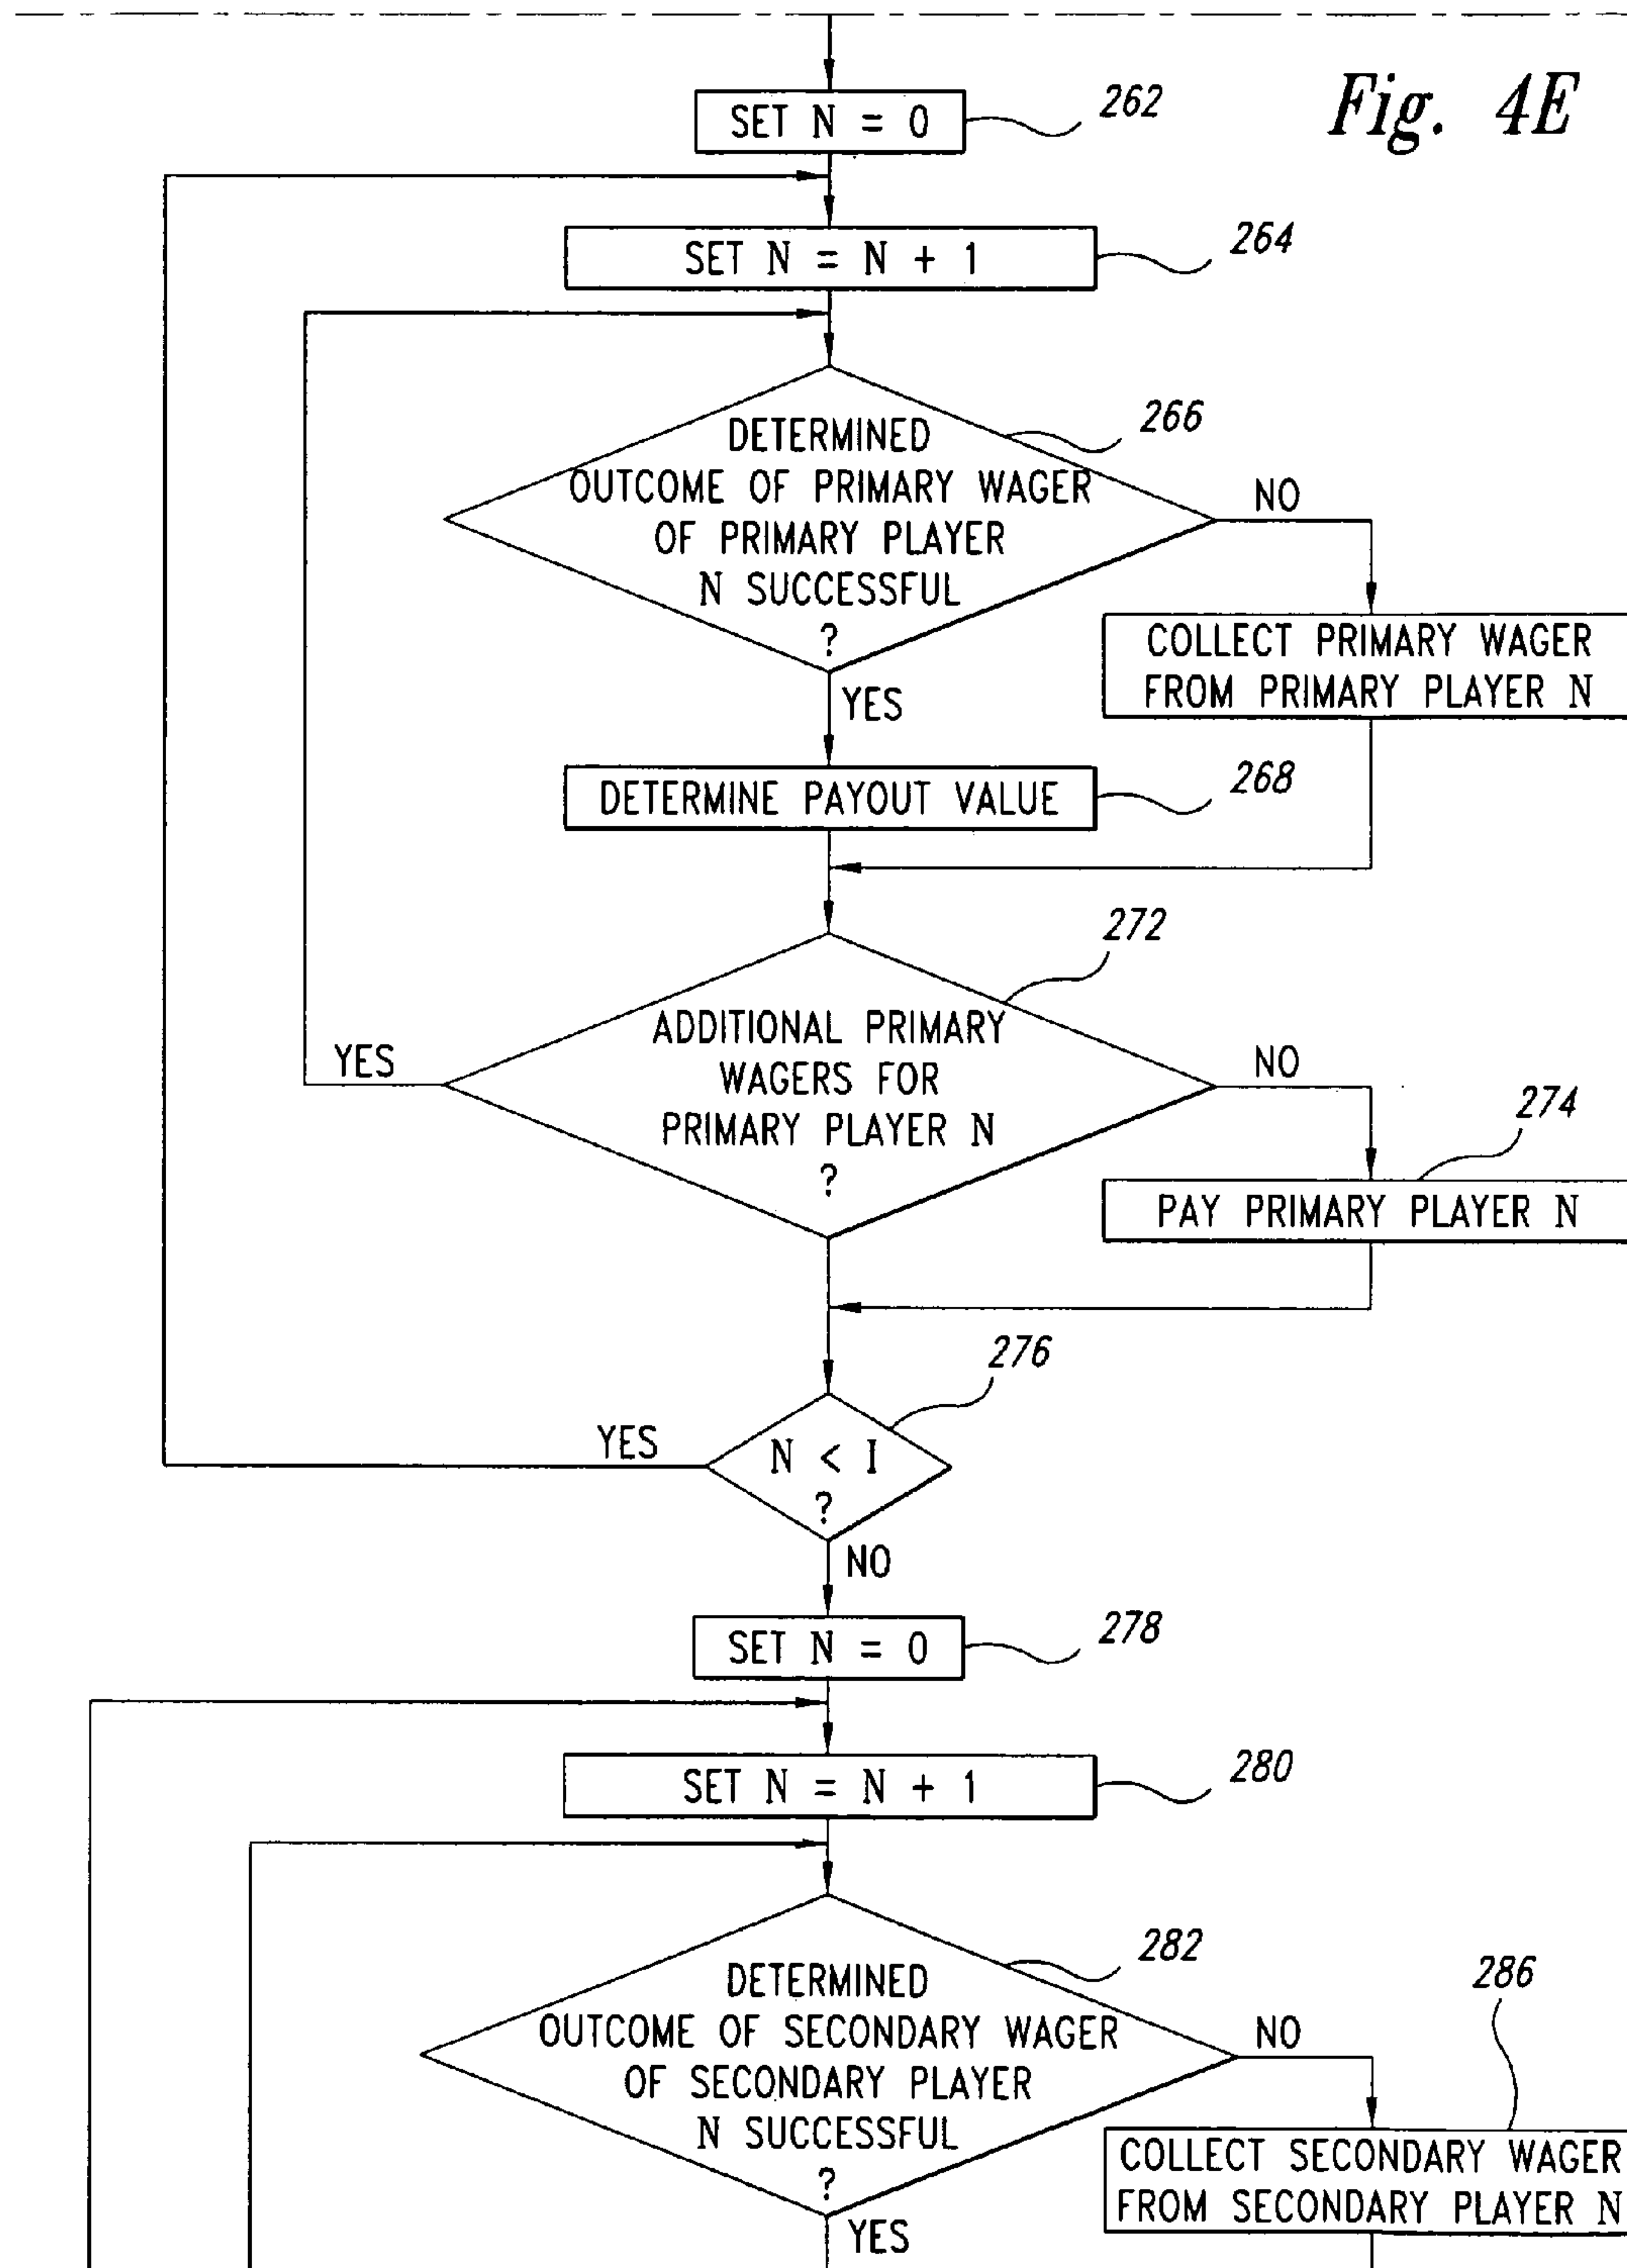 Fig. 4E
SET N = 0
262
SET N = N + 1
264
DETERMINED
OUTCOME OF PRIMARY WAGER
OF PRIMARY PLAYER
N SUCCESSFUL
?
266
NO
COLLECT PRIMARY WAGER
FROM PRIMARY PLAYER N
YES
DETERMINE PAYOUT VALUE
268
272
ADDITIONAL PRIMARY
WAGERS FOR
PRIMARY PLAYER N
?
YES
NO
274
PAY PRIMARY PLAYER N
276
N < I
?
YES
NO
SET N = 0
278
SET N = N + 1
280
DETERMINED
OUTCOME OF SECONDARY WAGER
OF SECONDARY PLAYER
N SUCCESSFUL
?
282
NO
286
COLLECT SECONDARY WAGER
FROM SECONDARY PLAYER N
YES